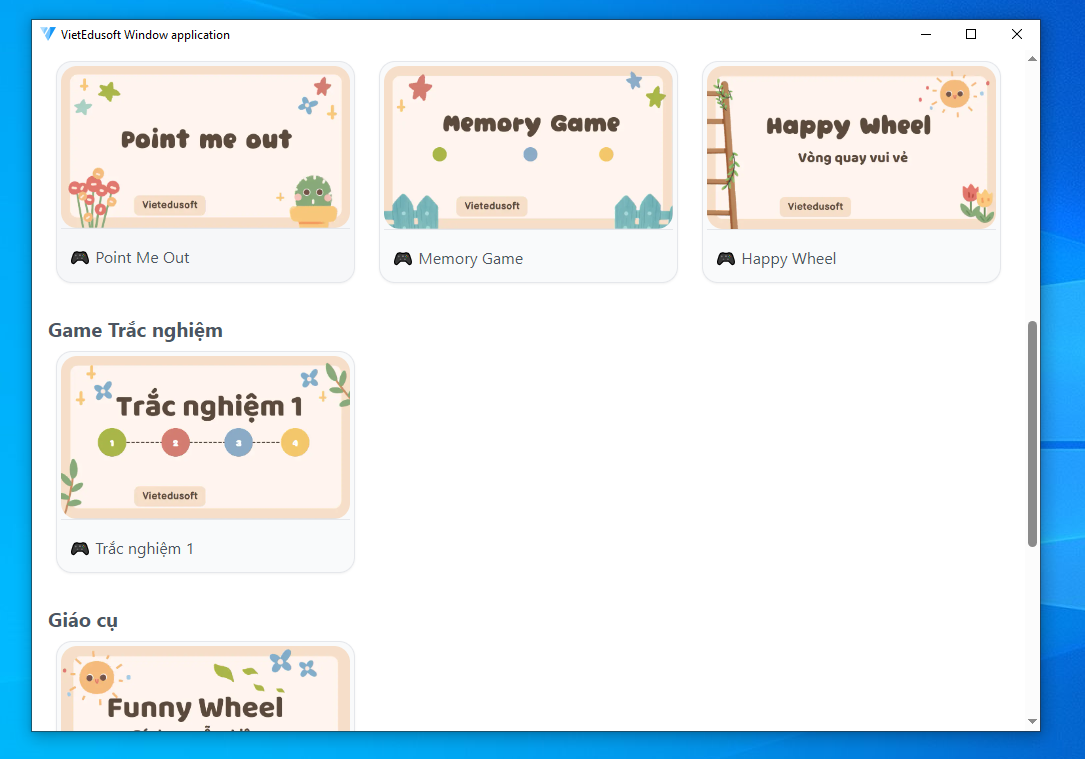 VietEdusoft Window application
Point me out
Vietedusoft
Point Me Out
Memory Game
Vietedusoft
Memory Game
Happy Wheel
Vòng quay vui vẻ
Vietedusoft
Happy Wheel
Game Trắc nghiệm
Trắc nghiệm 1
1 2 3 4
Vietedusoft
Trắc nghiệm 1
Giáo cụ
Funny Wheel